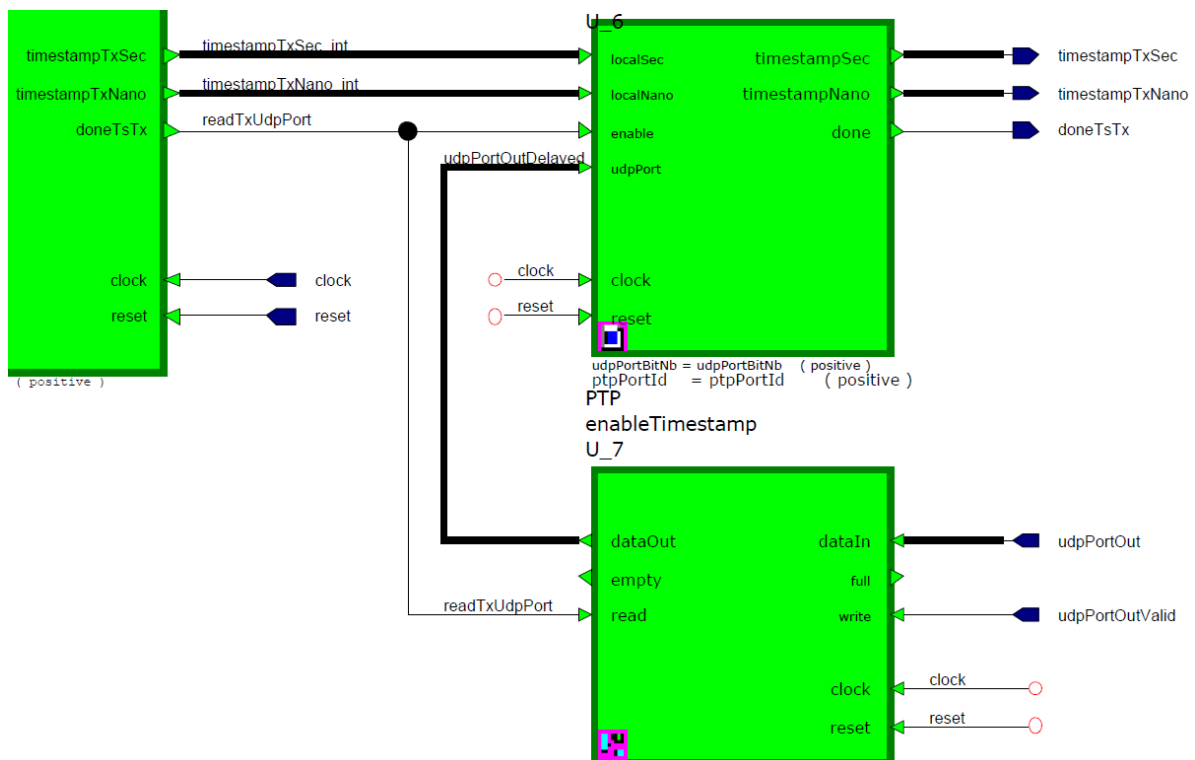 U_6
timestampTxSec timestampTxSec_int localSec timestampSec timestampTxSec
timestampTxNano timestampTxNano_int localNano timestampNano timestampTxNano
doneTsTx readTxUdpPort enable done doneTsTx
udpPortOutDelayed udpPort
clock clock clock clock
reset reset reset reset
udpPortBitNb = udpPortBitNb ( positive )
( positive ) ptpPortId = ptpPortId ( positive )
PTP
enableTimestamp
U_7
dataOut dataIn udpPortOut
empty full
readTxUdpPort read write udpPortOutValid
clock clock
reset reset